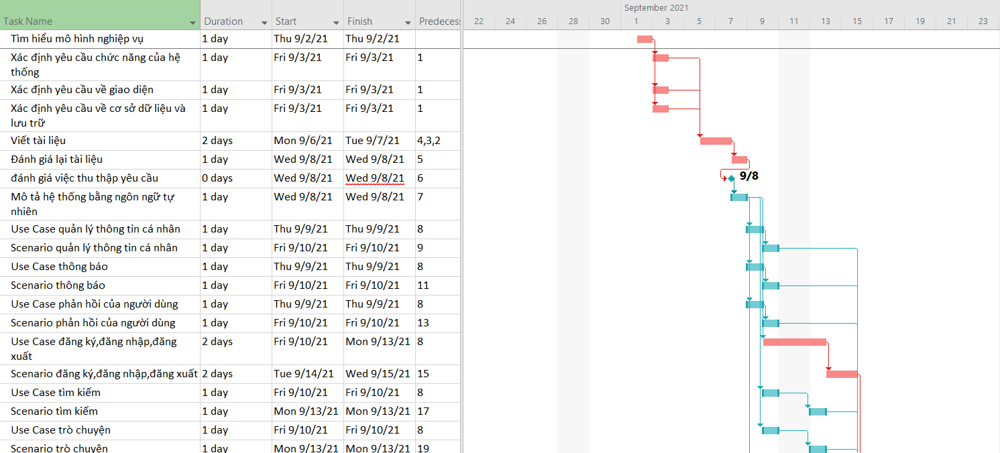 September 2021
Task Name Duration Start Finish Predecess 22 24 26 28 30 1 3 5 7 9 11 13 15 17 19 21 23
Tìm hiểu mô hình nghiệp vụ 1 day Thu 9/2/21 Thu 9/2/21
Xác định yêu cầu chức năng của hệ 1 day Fri 9/3/21 Fri 9/3/21 1
thống
Xác định yêu cầu về giao diện 1 day Fri 9/3/21 Fri 9/3/21 1
Xác định yêu cầu về cơ sở dữ liệu và 1 day Fri 9/3/21 Fri 9/3/21 1
lưu trữ
Viết tài liệu 2 days Mon 9/6/21 Tue 9/7/21 4,3,2
Đánh giá lại tài liệu 1 day Wed 9/8/21 Wed 9/8/21 5
đánh giá việc thu thập yêu cầu 0 days Wed 9/8/21 Wed 9/8/21 6 9/8
Mô tả hệ thống bằng ngôn ngữ tự 1 day Wed 9/8/21 Wed 9/8/21 7
nhiên
Use Case quản lý thông tin cá nhân 1 day Thu 9/9/21 Thu 9/9/21 8
Scenario quản lý thông tin cá nhân 1 day Fri 9/10/21 Fri 9/10/21 9
Use Case thông báo 1 day Thu 9/9/21 Thu 9/9/21 8
Scenario thông báo 1 day Fri 9/10/21 Fri 9/10/21 11
Use Case phản hồi của người dùng 1 day Thu 9/9/21 Thu 9/9/21 8
Scenario phản hồi của người dùng 1 day Fri 9/10/21 Fri 9/10/21 13
Use Case đăng ký,đăng nhập,đăng 2 days Fri 9/10/21 Mon 9/13/21 8
xuất
Scenario đăng ký,đăng nhập,đăng xuất 2 days Tue 9/14/21 Wed 9/15/21 15
Use Case tìm kiếm 1 day Fri 9/10/21 Fri 9/10/21 8
Scenario tìm kiếm 1 day Mon 9/13/21 Mon 9/13/21 17
Use Case trò chuyện 1 day Fri 9/10/21 Fri 9/10/21 8
Scenario trò chuyện 1 day Mon 9/13/21 Mon 9/13/21 19